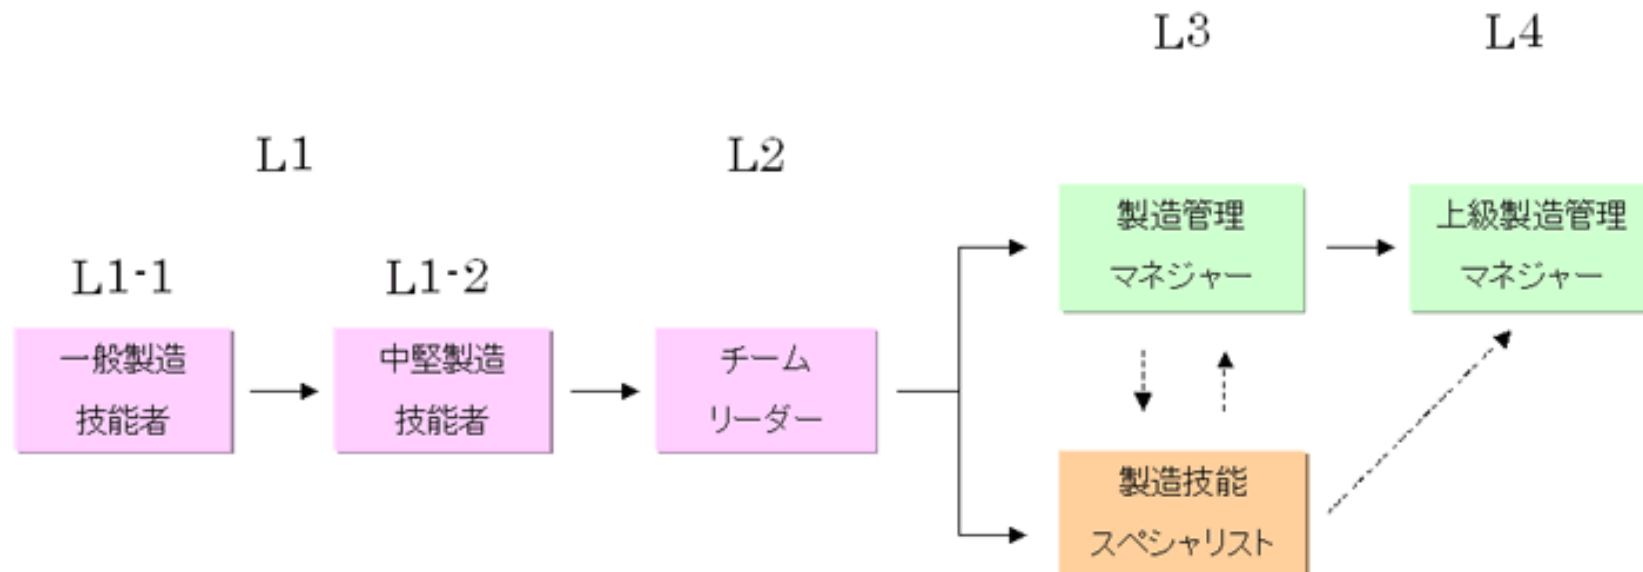 L3
L4
L1
L2
L1-1
L1-2
製造管理
マネジャー
上級製造管理
マネジャー
一般製造
技能者
中堅製造
技能者
チーム
リーダー
製造技能
スペシャリスト